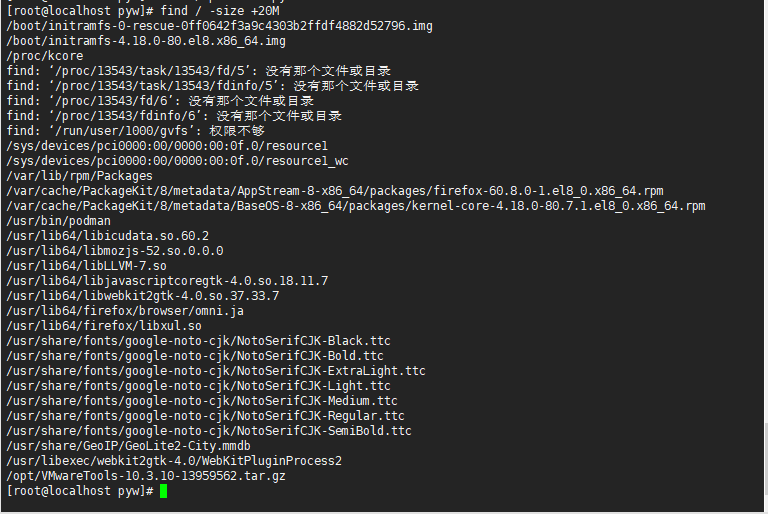 [root@localhost pyw]# find / -size +20M
/boot/initramfs-0-rescue-0ff0642f3a9c4303b2ffdf4882d52796.img
/boot/initramfs-4.18.0-80.el8.x86_64.img
/proc/kcore
find: ‘/proc/13543/task/13543/fd/5’: 没有那个文件或目录
find: ‘/proc/13543/task/13543/fdinfo/5’: 没有那个文件或目录
find: ‘/proc/13543/fd/6’: 没有那个文件或目录
find: ‘/proc/13543/fdinfo/6’: 没有那个文件或目录
find: ‘/run/user/1000/gvfs’: 权限不够
/sys/devices/pci0000:00/0000:00:0f.0/resource1
/sys/devices/pci0000:00/0000:00:0f.0/resource1_wc
/var/lib/rpm/Packages
/var/cache/PackageKit/8/metadata/AppStream-8-x86_64/packages/firefox-60.8.0-1.el8_0.x86_64.rpm
/var/cache/PackageKit/8/metadata/BaseOS-8-x86_64/packages/kernel-core-4.18.0-80.7.1.el8_0.x86_64.rpm
/usr/bin/podman
/usr/lib64/libicudata.so.60.2
/usr/lib64/libmozjs-52.so.0.0.0
/usr/lib64/libLLVM-7.so
/usr/lib64/libjavascriptcoregtk-4.0.so.18.11.7
/usr/lib64/libwebkit2gtk-4.0.so.37.33.7
/usr/lib64/firefox/browser/omni.ja
/usr/lib64/firefox/libxul.so
/usr/share/fonts/google-noto-cjk/NotoSerifCJK-Black.ttc
/usr/share/fonts/google-noto-cjk/NotoSerifCJK-Bold.ttc
/usr/share/fonts/google-noto-cjk/NotoSerifCJK-ExtraLight.ttc
/usr/share/fonts/google-noto-cjk/NotoSerifCJK-Light.ttc
/usr/share/fonts/google-noto-cjk/NotoSerifCJK-Medium.ttc
/usr/share/fonts/google-noto-cjk/NotoSerifCJK-Regular.ttc
/usr/share/fonts/google-noto-cjk/NotoSerifCJK-SemiBold.ttc
/usr/share/GeoIP/GeoLite2-City.mmdb
/usr/libexec/webkit2gtk-4.0/WebKitPluginProcess2
/opt/VMwareTools-10.3.10-13959562.tar.gz
[root@localhost pyw]#